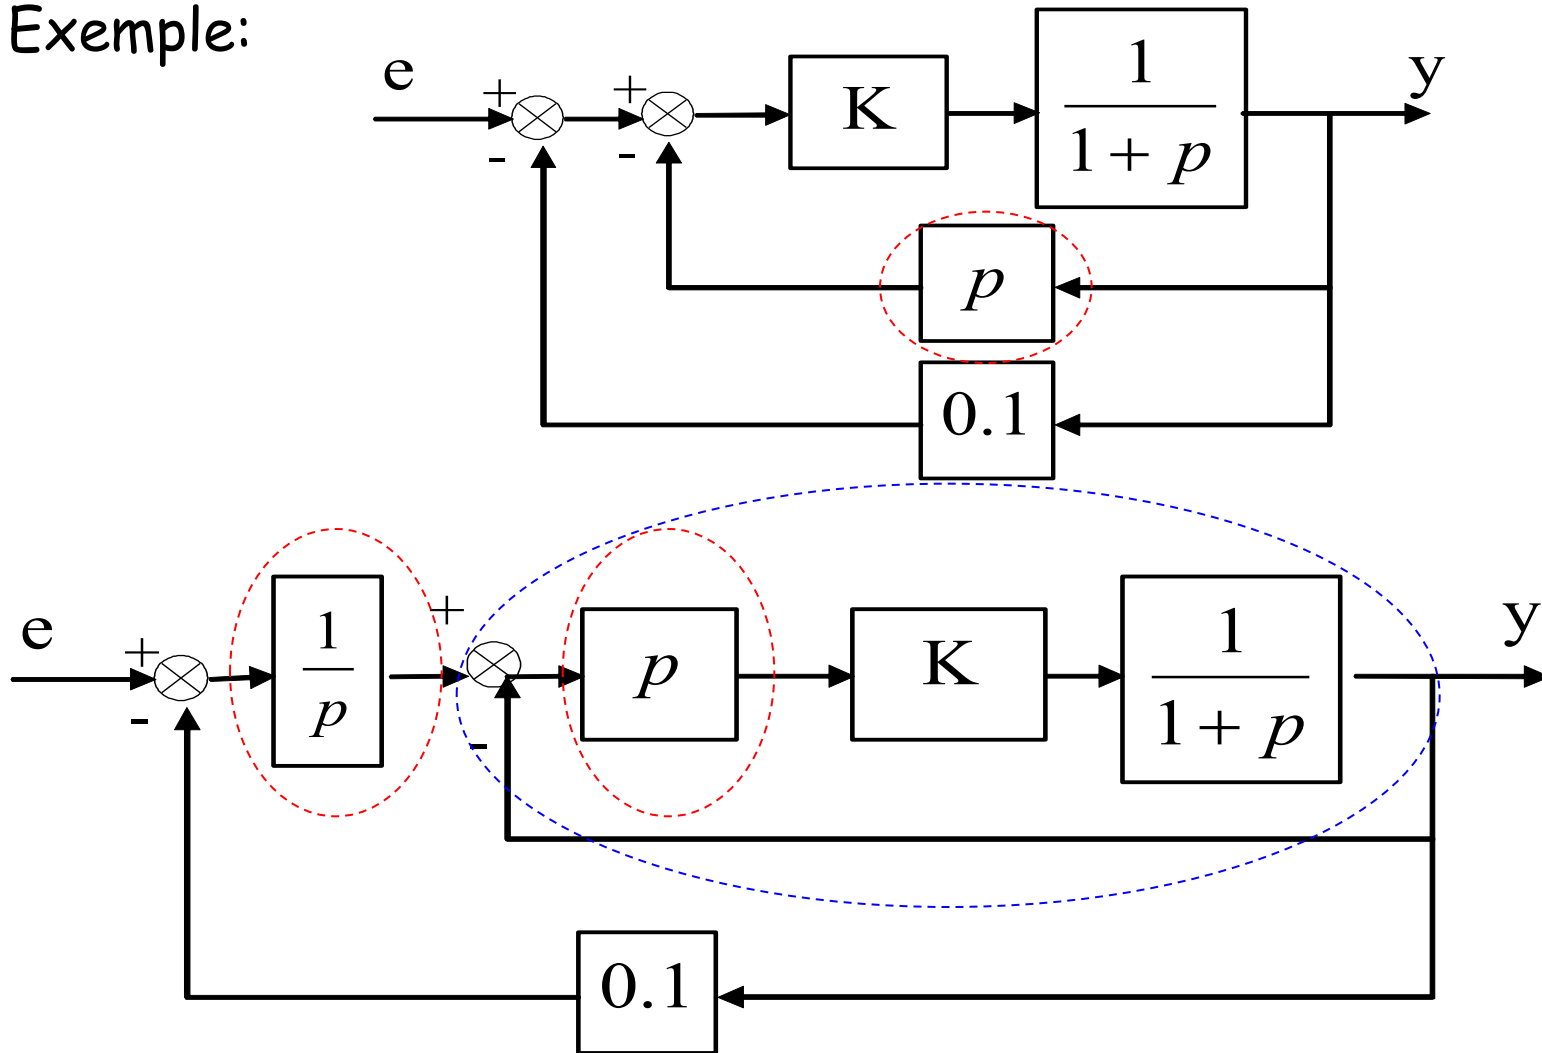 Exemple:
e + - + - K 1 / 1 + p y
p
0.1
e + - 1 / p + - p K 1 / 1 + p y
0.1